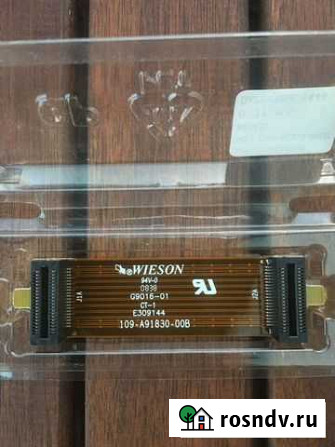 WIESON
94V-0
0838
G9016-01
CT-1
E309144
109-A91830-00B
J1A
J2A
rosndv.ru